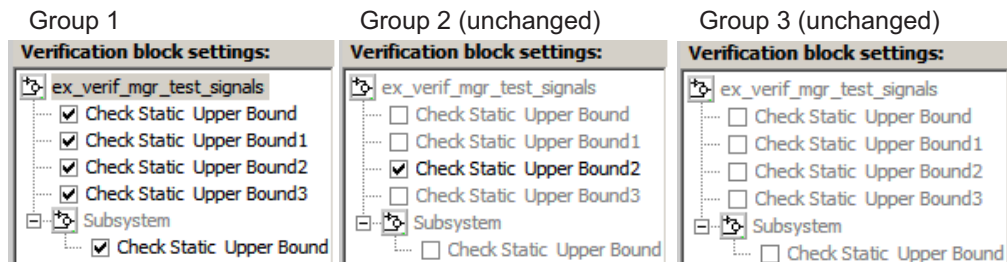 Group 1
Verification block settings:
ex_verif_mgr_test_signals
Check Static Upper Bound
Check Static Upper Bound1
Check Static Upper Bound2
Check Static Upper Bound3
Subsystem
Check Static Upper Bound
Group 2 (unchanged)
Verification block settings:
ex_verif_mgr_test_signals
Check Static Upper Bound
Check Static Upper Bound1
Check Static Upper Bound2
Check Static Upper Bound3
Subsystem
Check Static Upper Bound
Group 3 (unchanged)
Verification block settings:
ex_verif_mgr_test_signals
Check Static Upper Bound
Check Static Upper Bound1
Check Static Upper Bound2
Check Static Upper Bound3
Subsystem
Check Static Upper Bound